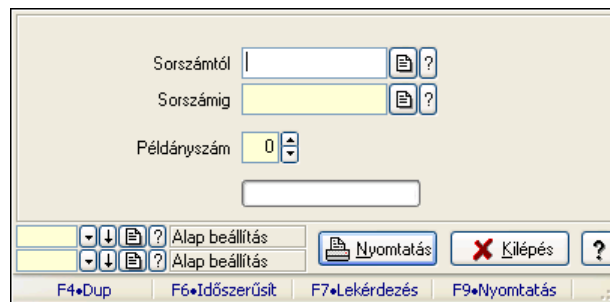 Sorszámtól ?
Sorszámig ?
Példányszám 0
? Alap beállítás
? Alap beállítás
Nyomtatás Kilépés ?
F4•Dup F6•Időszerűsít F7•Lekérdezés F9•Nyomtatás